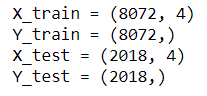 X_train = (8072, 4)
Y_train = (8072,)
X_test = (2018, 4)
Y_test = (2018,)